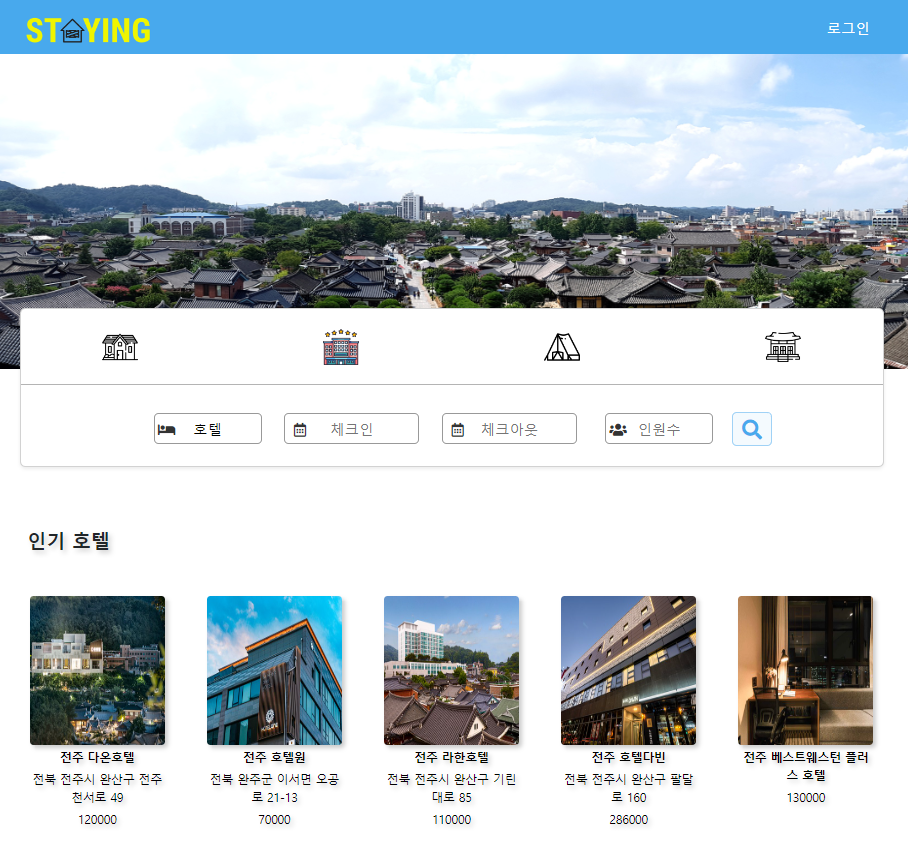 STAYING
로그인
호텔
체크인
체크아웃
인원수
인기 호텔
전주 다온호텔
전북 전주시 완산구 전주
천서로 49
120000
전주 호텔원
전북 완주군 이서면 오공
로 21-13
70000
전주 라한호텔
전북 전주시 완산구 기린
대로 85
110000
전주 호텔다빈
전북 전주시 완산구 팔달
로 160
286000
전주 베스트웨스턴 플러
스 호텔
130000